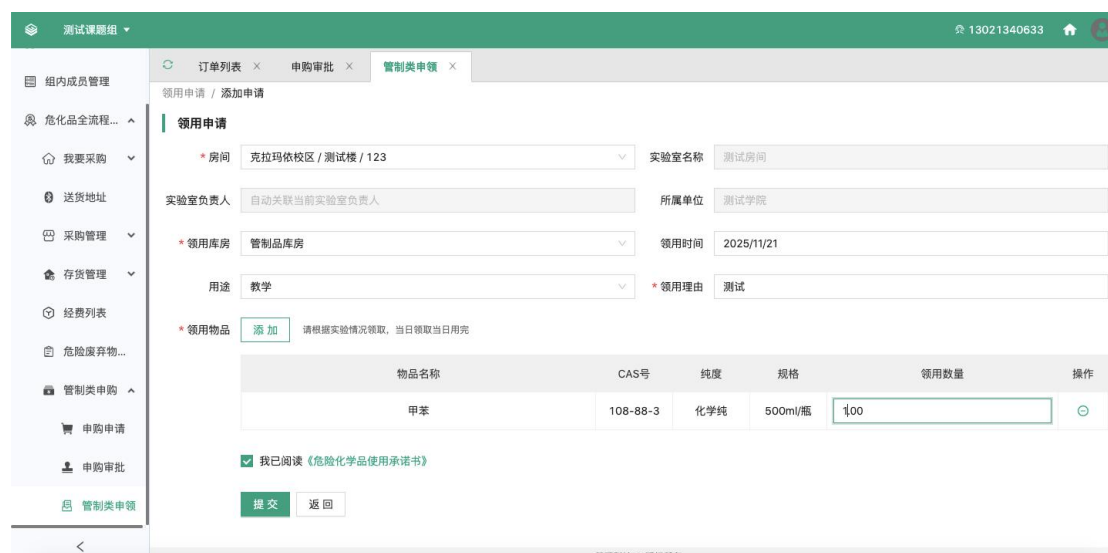 测试课题组
13021340633
组内成员管理
危化品全流程...
我要采购
送货地址
采购管理
存货管理
经费列表
危险废弃物...
管制类申购
申购申请
申购审批
管制类申领
订单列表 × 申购审批 × 管制类申领 ×
领用申请 / 添加申请
领用申请
* 房间 克拉玛依校区 / 测试楼 / 123 实验室名称 测试房间
实验室负责人 自动关联当前实验室负责人 所属单位 测试学院
* 领用库房 管制品库房 领用时间 2025/11/21
用途 教学 * 领用理由 测试
* 领用物品 添加 请根据实验情况领取，当日领取当日用完
物品名称 CAS号 纯度 规格 领用数量 操作
甲苯 108-88-3 化学纯 500ml/瓶 1.00
我已阅读《危险化学品使用承诺书》
提交 返回